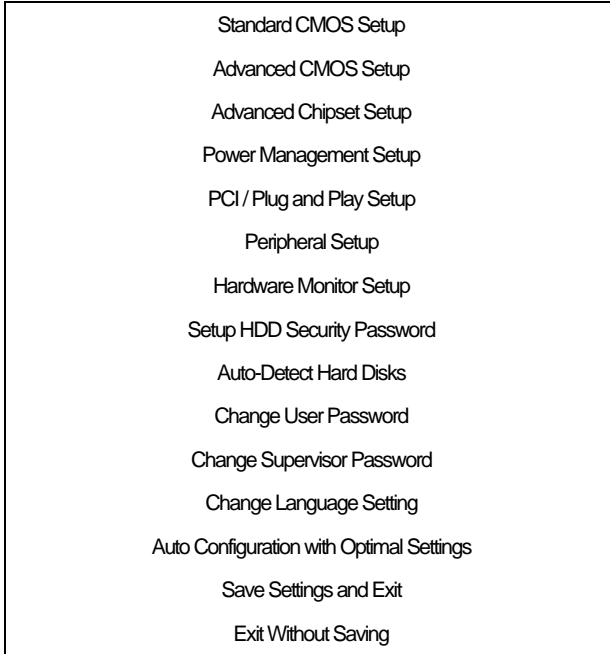 Standard CMOS Setup
Advanced CMOS Setup
Advanced Chipset Setup
Power Management Setup
PCI / Plug and Play Setup
Peripheral Setup
Hardware Monitor Setup
Setup HDD Security Password
Auto-Detect Hard Disks
Change User Password
Change Supervisor Password
Change Language Setting
Auto Configuration with Optimal Settings
Save Settings and Exit
Exit Without Saving